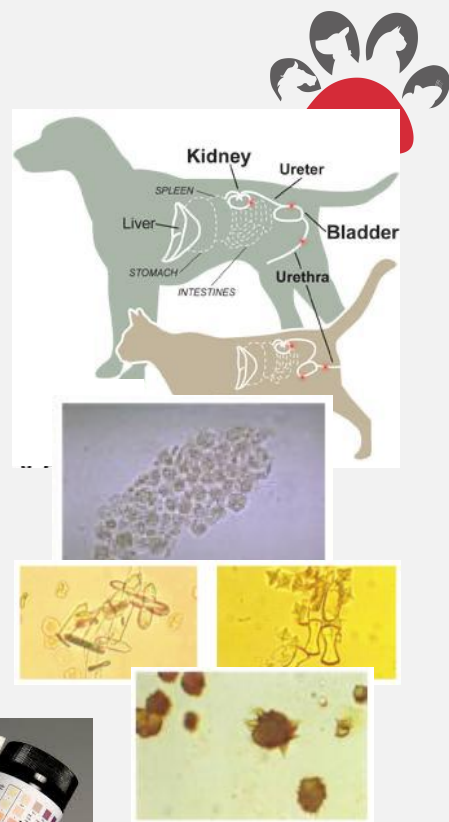 Kidney
Ureter
SPLEEN
Liver
Bladder
STOMACH
Urethra
INTESTINES